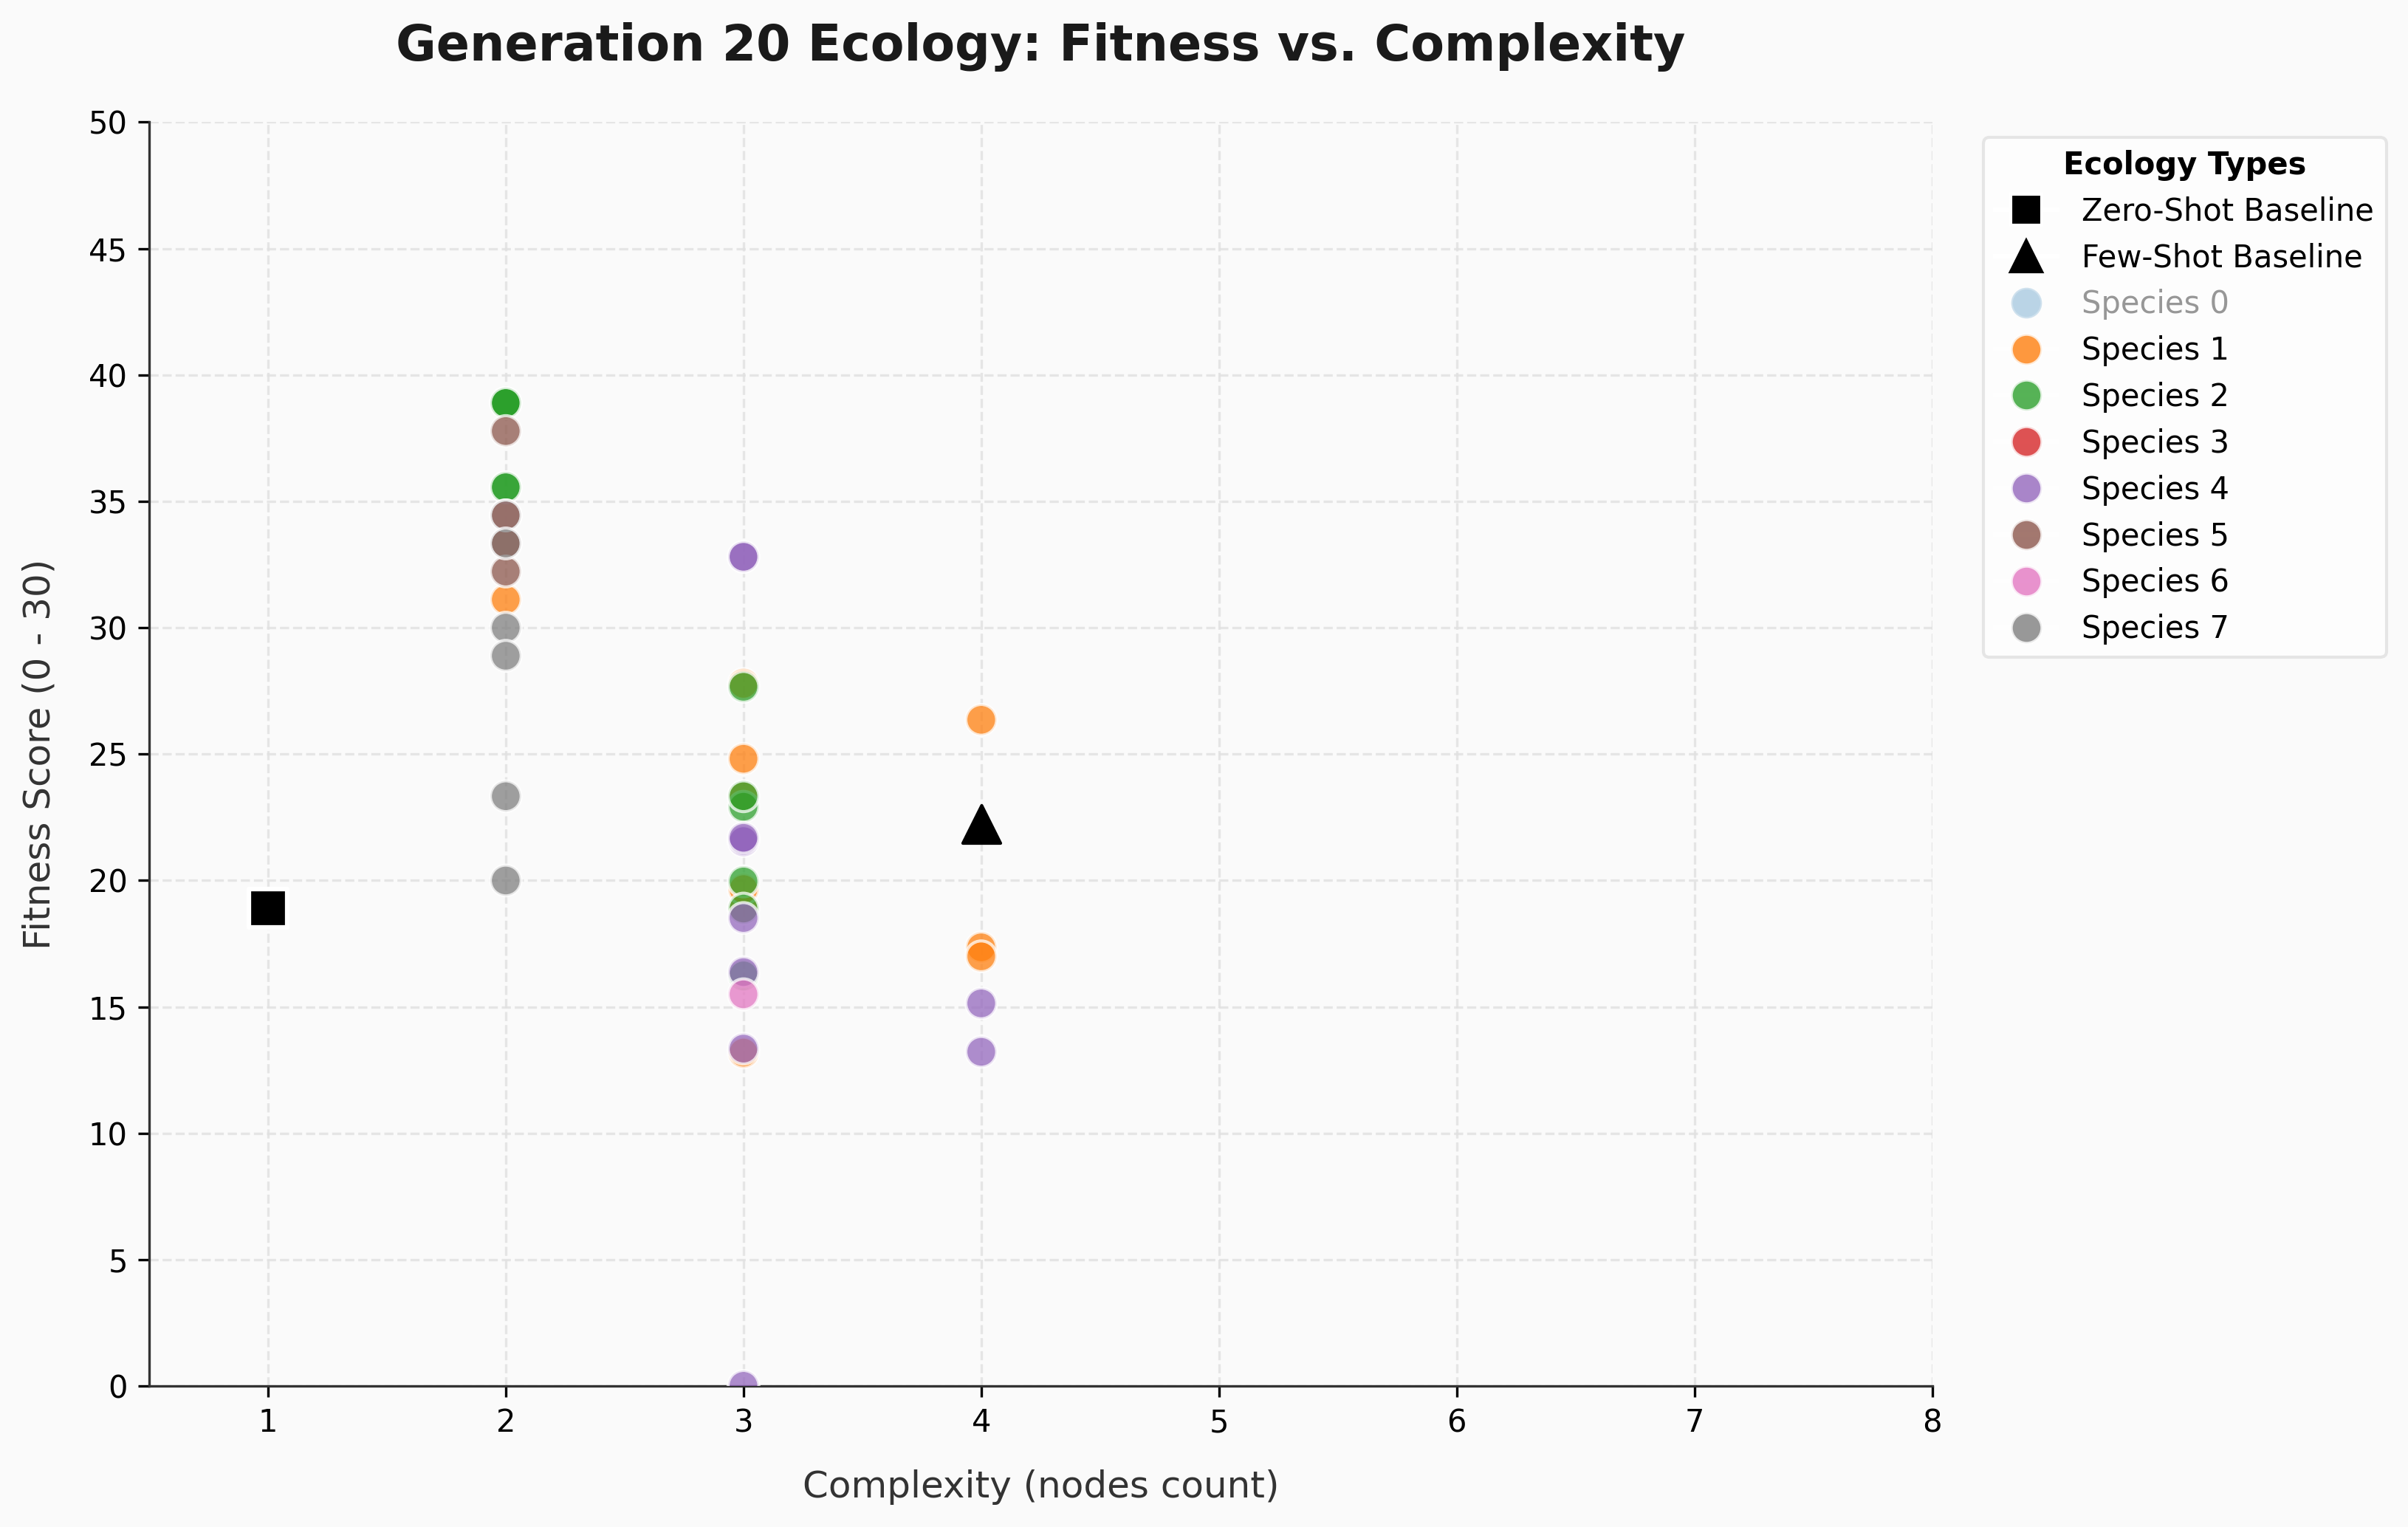 Generation 20 Ecology: Fitness vs. Complexity
50
45
40
35
30
25
20
15
10
5
0
Fitness Score (0 - 30)
1 2 3 4 5 6 7 8
Complexity (nodes count)
Ecology Types
Zero-Shot Baseline
Few-Shot Baseline
Species 0
Species 1
Species 2
Species 3
Species 4
Species 5
Species 6
Species 7